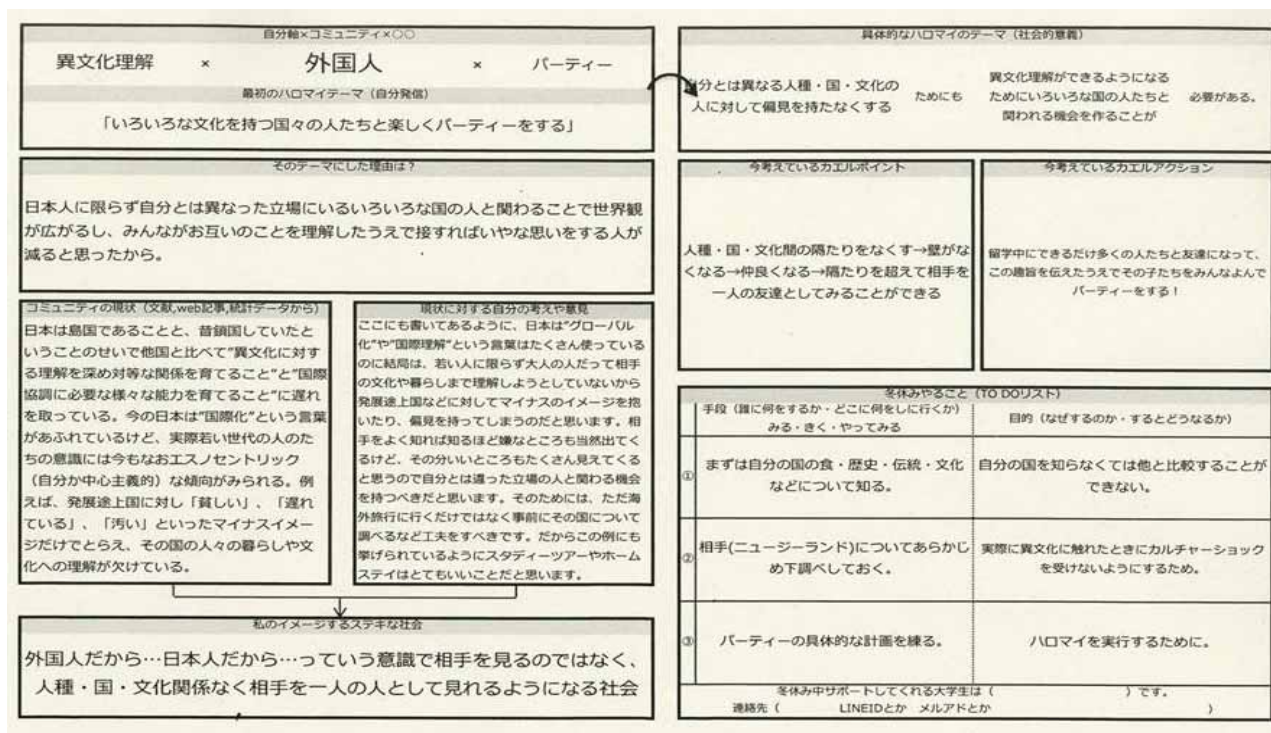 自分軸×コミュニティ×〇〇
異文化理解 × 外国人 × パーティー
最初のハロマイテーマ（自分発信）
「いろいろな文化を持つ国々の人たちと楽しくパーティーをする」
そのテーマにした理由は？
日本人に限らず自分とは異なった立場にいるいろいろな国の人と関わることで世界観
が広がるし、みんながお互いのことを理解したうえで接すればいやな思いをする人が
減ると思ったから。
コミュニティの現状（文献,web記事,統計データから）
日本は島国であることと、昔鎖国していたと
いうことのせいで他国と比べて"異文化に対す
る理解を深め対等な関係を育てること"と"国際
協調に必要な様々な能力を育てること"に遅れ
を取っている。今の日本は"国際化"という言葉
があふれているけど、実際若い世代の人のた
ちの意識には今もなおエスノセントリック
（自分か中心主義的）な傾向がみられる。例
えば、発展途上国に対し「貧しい」、「遅れ
ている」、「汚い」といったマイナスイメー
ジだけでとらえ、その国の人々の暮らしや文
化への理解が欠けている。
現状に対する自分の考えや意見
ここにも書いてあるように、日本は"グローバル
化"や"国際理解"という言葉はたくさん使っている
のに結局は、若い人に限らず大人の人だって相手
の文化や暮らしまで理解しようとしていないから
発展途上国などに対してマイナスのイメージを抱
いたり、偏見を持ってしまうのだと思います。相
手をよく知れば知るほど嫌なところも当然出てく
るけど、その分いいところもたくさん見えてくる
と思うので自分とは違った立場の人と関わる機会
を持つべきだと思います。そのためには、ただ海
外旅行に行くだけではなく事前にその国について
調べるなど工夫をすべきです。だからこの例にも
挙げられているようにスタディーツアーやホーム
ステイはとてもいいことだと思います。
私のイメージするステキな社会
外国人だから…日本人だから…っていう意識で相手を見るのではなく、
人種・国・文化関係なく相手を一人の人として見れるようになる社会
具体的なハロマイのテーマ（社会的意義）
自分とは異なる人種・国・文化の
人に対して偏見を持たなくする
ためにも
異文化理解ができるようになる
ためにいろいろな国の人たちと
関われる機会を作ることが
必要がある。
今考えているカエルポイント
人種・国・文化間の隔たりをなくす→壁がな
くなる→仲良くなる→隔たりを超えて相手を
一人の友達としてみることができる
今考えているカエルアクション
留学中にできるだけ多くの人たちと友達になって、
この趣旨を伝えたうえでその子たちをみんなよんで
パーティーをする！
冬休みやること（TO DOリスト）
手段（誰に何をするか・どこに何をしに行くか）
みる・きく・やってみる
目的（なぜするのか・するとどうなるか）
①
まずは自分の国の食・歴史・伝統・文化
などについて知る。
自分の国を知らなくては他と比較することが
できない。
②
相手(ニュージーランド)についてあらかじ
め下調べしておく。
実際に異文化に触れたときにカルチャーショック
を受けないようにするため。
③
パーティーの具体的な計画を練る。
ハロマイを実行するために。
冬休み中サポートしてくれる大学生は（ ）です。
連絡先（ LINEIDとか メルアドとか ）